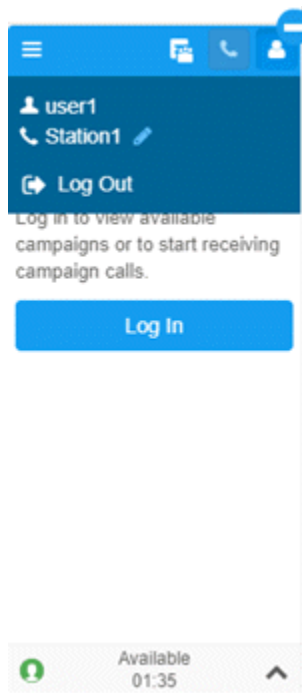 user1
Station1
Log Out
Log in to view available
campaigns or to start receiving
campaign calls.
Log In
Available
01:35